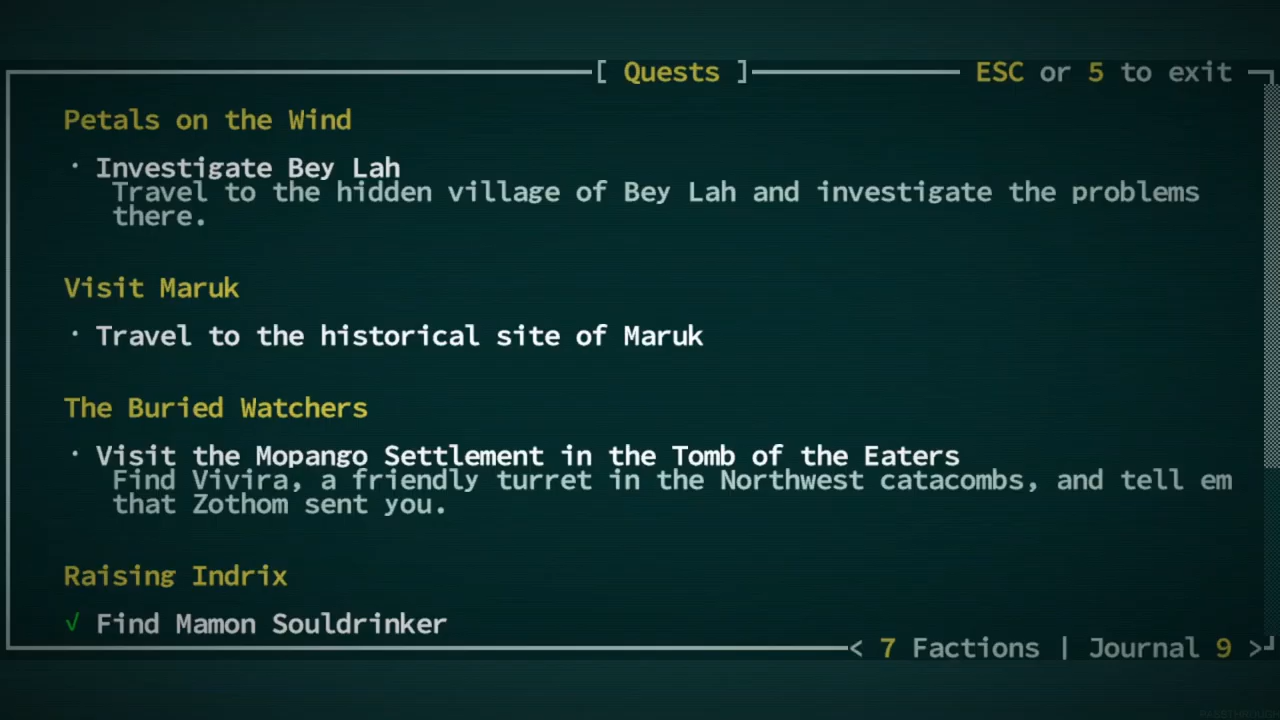 [ Quests ] ESC or 5 to exit
Petals on the Wind
· Investigate Bey Lah
Travel to the hidden village of Bey Lah and investigate the problems
there.
Visit Maruk
· Travel to the historical site of Maruk
The Buried Watchers
· Visit the Mopango Settlement in the Tomb of the Eaters
Find Vivira, a friendly turret in the Northwest catacombs, and tell em
that Zothom sent you.
Raising Indrix
√ Find Mamon Souldrinker
< 7 Factions | Journal 9 >